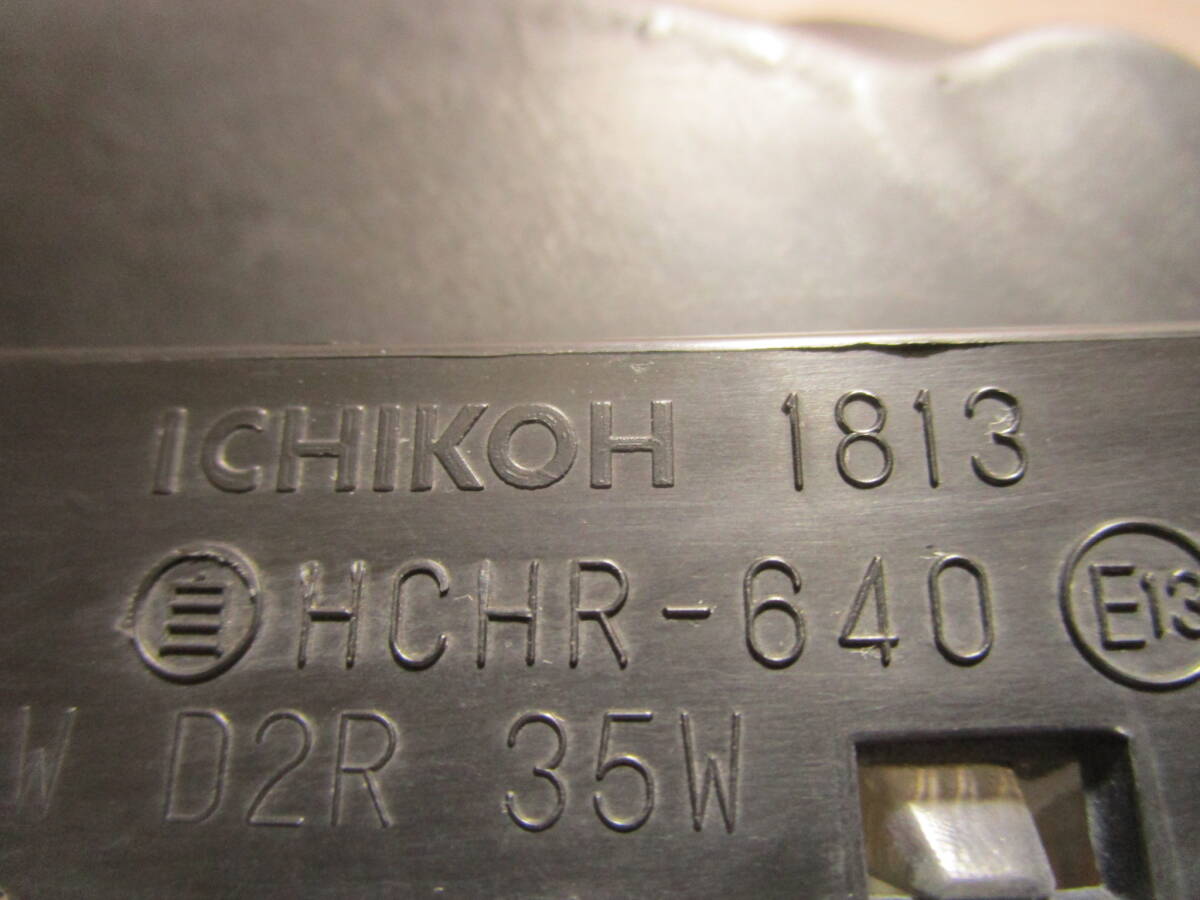 ICHIKOH 1813
HCHR-640 E13
W D2R 35W